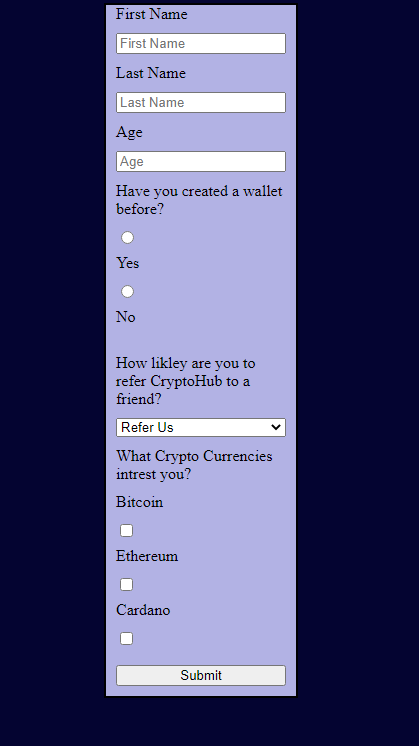 First Name
First Name
Last Name
Last Name
Age
Age
Have you created a wallet
before?
Yes
No
How likley are you to
refer CryptoHub to a
friend?
Refer Us
What Crypto Currencies
intrest you?
Bitcoin
Ethereum
Cardano
Submit